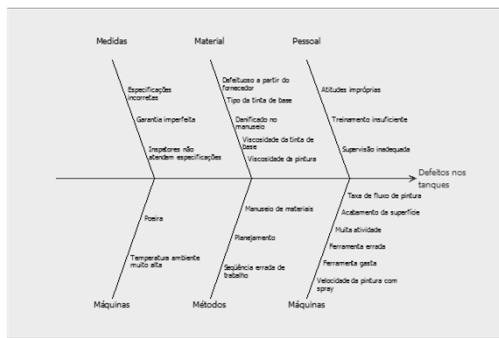 Medidas
Material
Pessoal
Especificações
incorretas
Garantia imperfeita
Inspetores não
atendem especificações
Defeituoso a partir do
fornecedor
Tipo da tinta de base
Danificado no
manuseio
Viscosidade da tinta de
base
Viscosidade da pintura
Atitudes impróprias
Treinamento insuficiente
Supervisão inadequada
Defeitos nos
tanques
Poeira
Temperatura ambiente
muito alta
Manuseio de materiais
Planejamento
Seqüência errada de
trabalho
Taxa de fluxo de pintura
Acatamento da superfície
Muita atividade
Ferramenta errada
Ferramenta gasta
Velocidade da pintura com
spray
Máquinas
Métodos
Máquinas